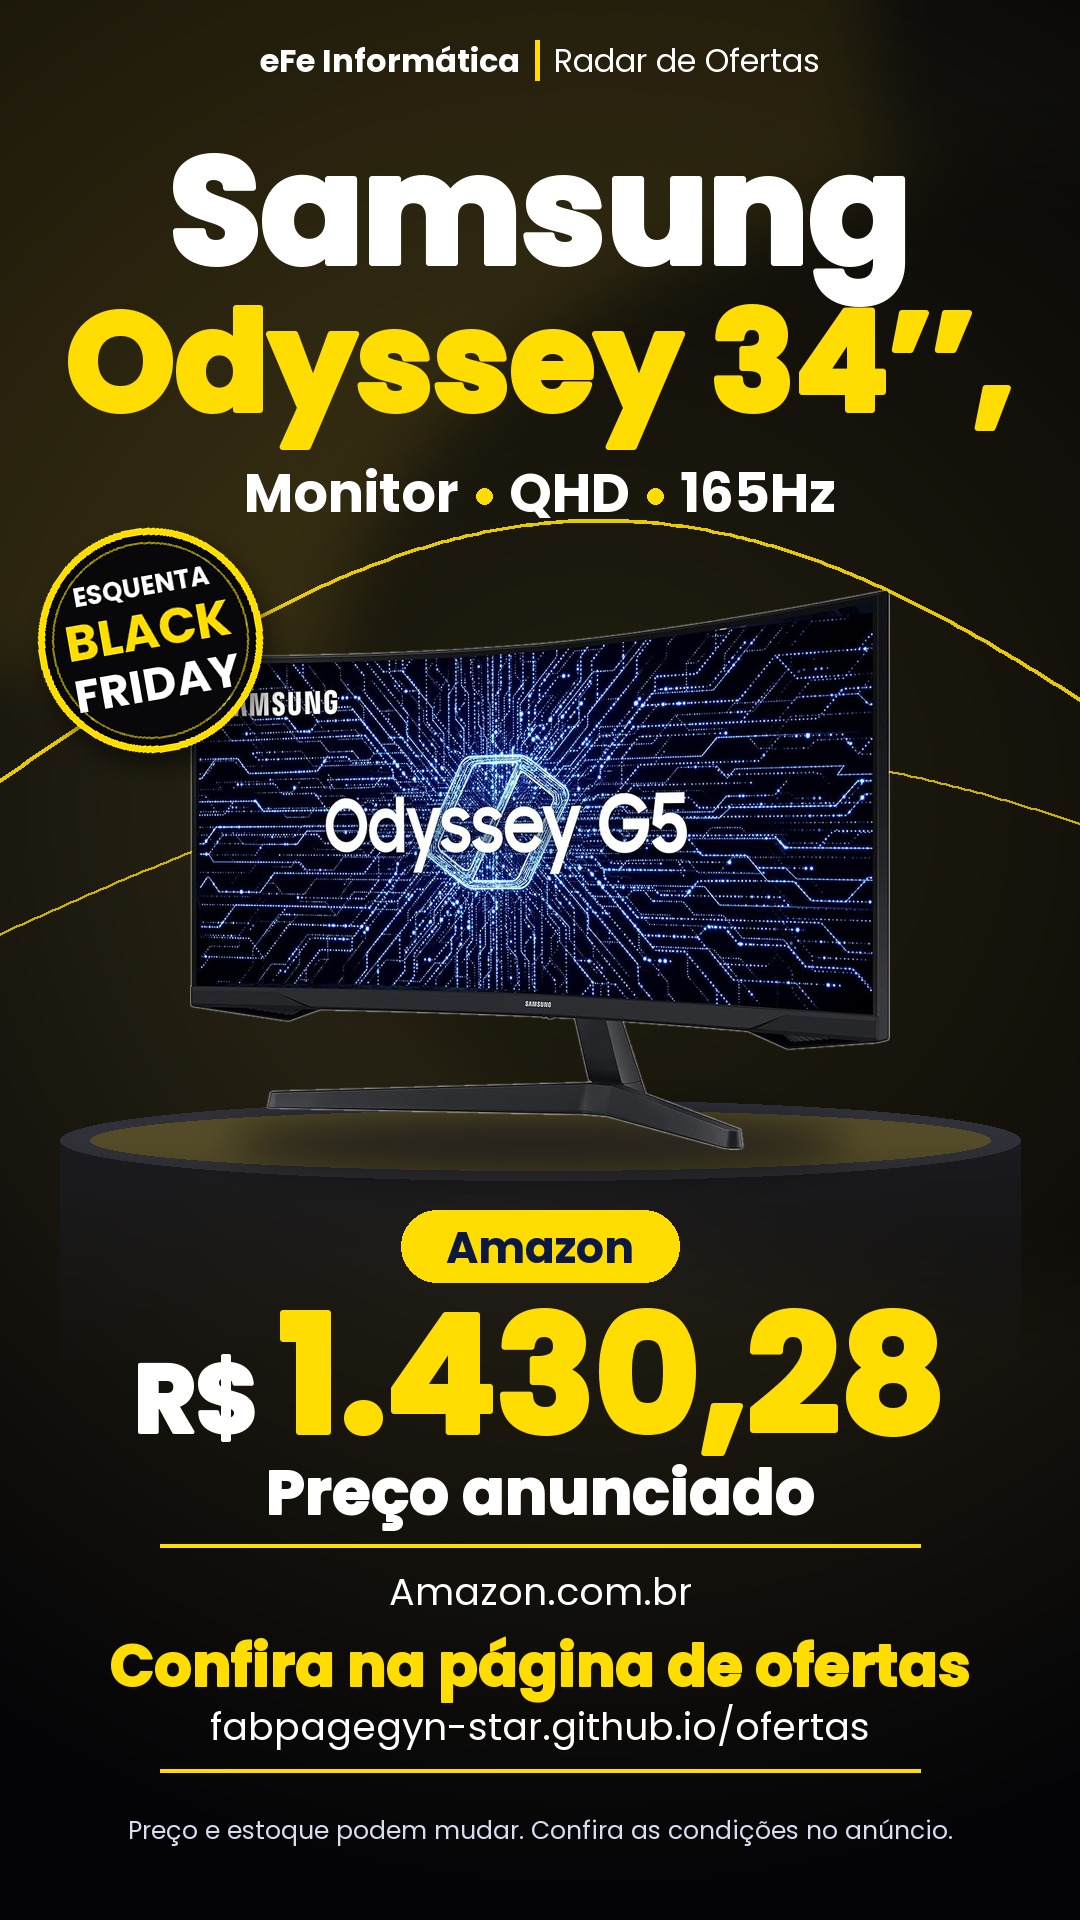 eFe Informática | Radar de Ofertas
Samsung
Odyssey 34″,
Monitor • QHD • 165Hz
ESQUENTA
BLACK
FRIDAY
AMSUNG
Odyssey G5
SAMSUNG
Amazon
R$ 1.430,28
Preço anunciado
Amazon.com.br
Confira na página de ofertas
fabpagegyn-star.github.io/ofertas
Preço e estoque podem mudar. Confira as condições no anúncio.